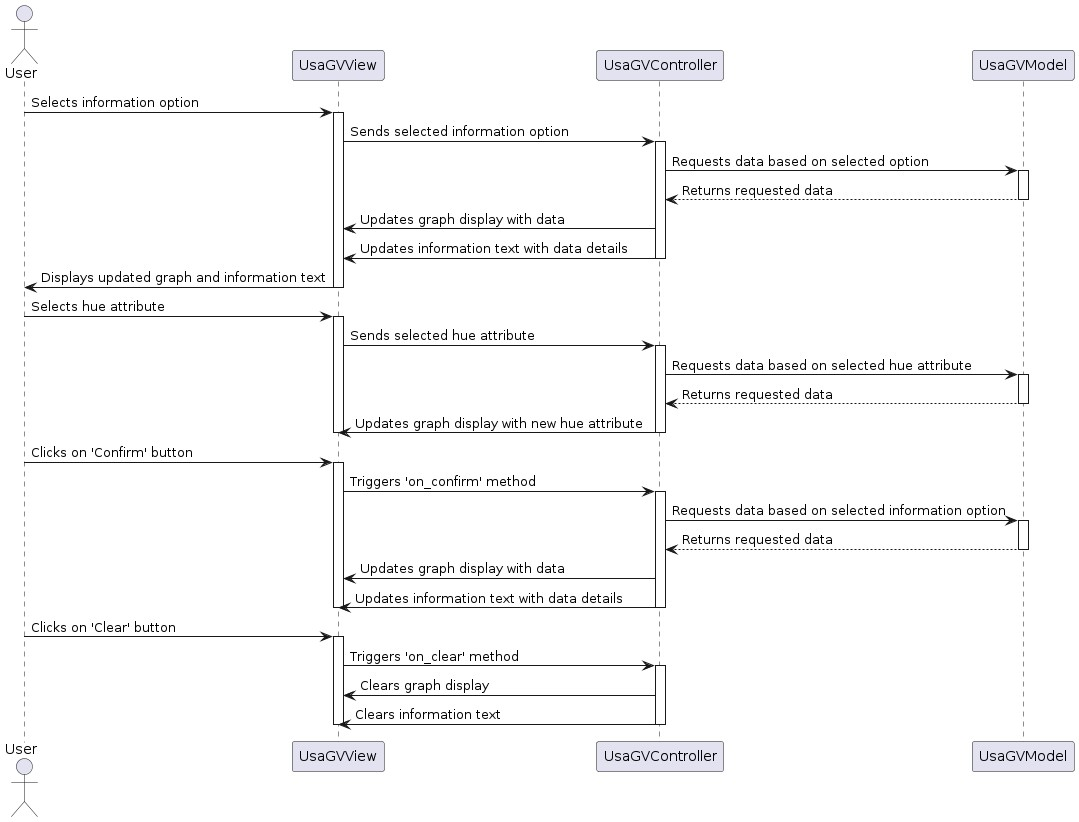 User
UsaGVView
UsaGVController
UsaGVModel
Selects information option
Sends selected information option
Requests data based on selected option
Returns requested data
Updates graph display with data
Updates information text with data details
Displays updated graph and information text
Selects hue attribute
Sends selected hue attribute
Requests data based on selected hue attribute
Returns requested data
Updates graph display with new hue attribute
Clicks on 'Confirm' button
Triggers 'on_confirm' method
Requests data based on selected information option
Returns requested data
Updates graph display with data
Updates information text with data details
Clicks on 'Clear' button
Triggers 'on_clear' method
Clears graph display
Clears information text
User
UsaGVView
UsaGVController
UsaGVModel